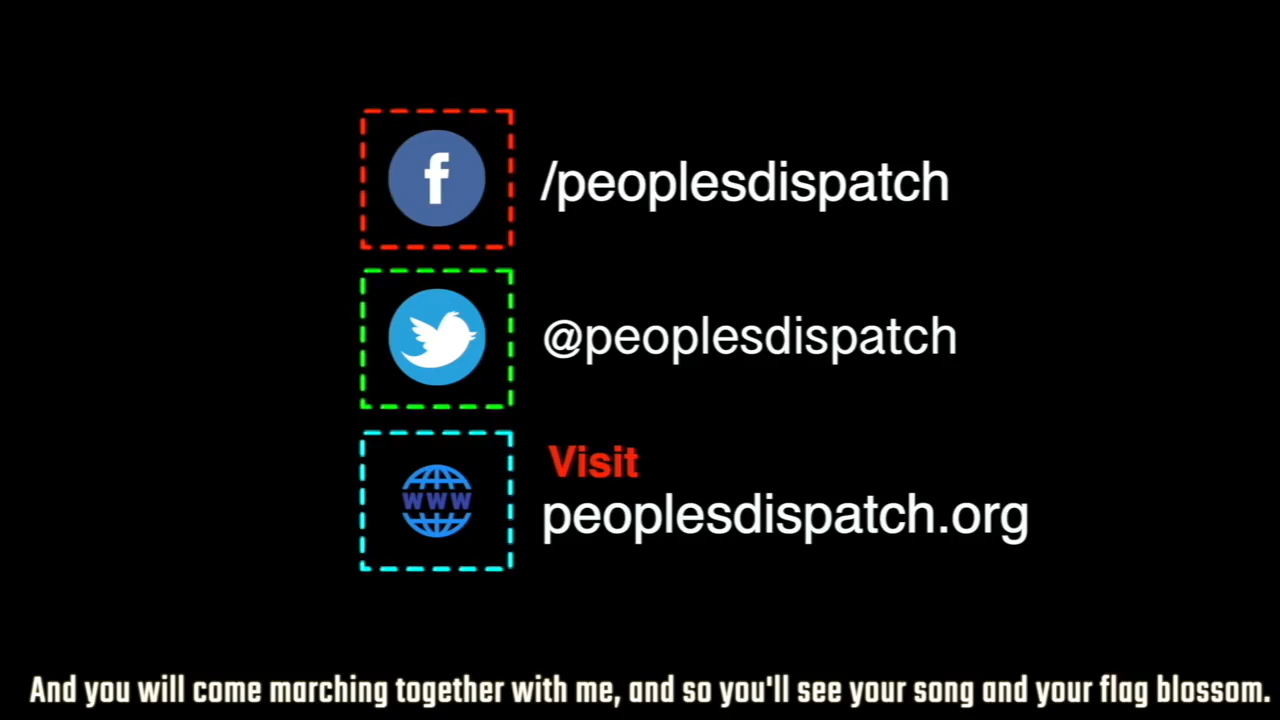 f
/peoplesdispatch
@peoplesdispatch
Visit
WWW
peoplesdispatch.org
And you will come marching together with me, and so you'll see your song and your flag blossom.